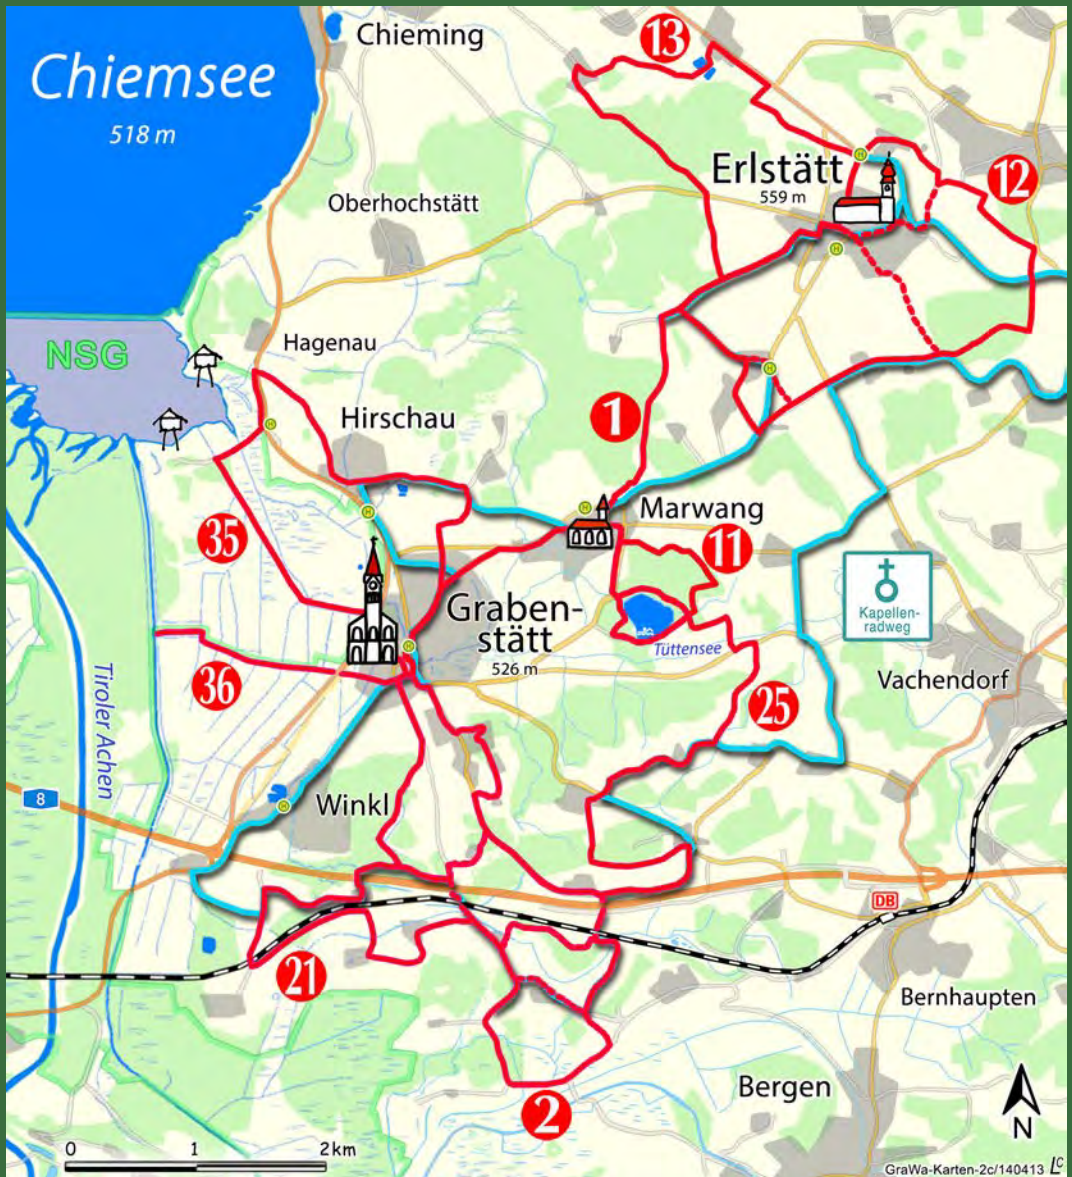 Chieming
Chiemsee
518 m
13
Erlstätt
559 m
12
Oberhochstätt
H
H
NSG
Hagenau
H
1
Hirschau
H
H
Marwang
H
35
11
Graben-
stätt
526 m
H
Tüttensee
Kapellen-
radweg
36
25
Vachendorf
Tiroler Achen
8
Winkl
H
DB
21
Bernhaupten
Bergen
2
N
0 1 2 km
GraWa-Karten-2c/140413 LC